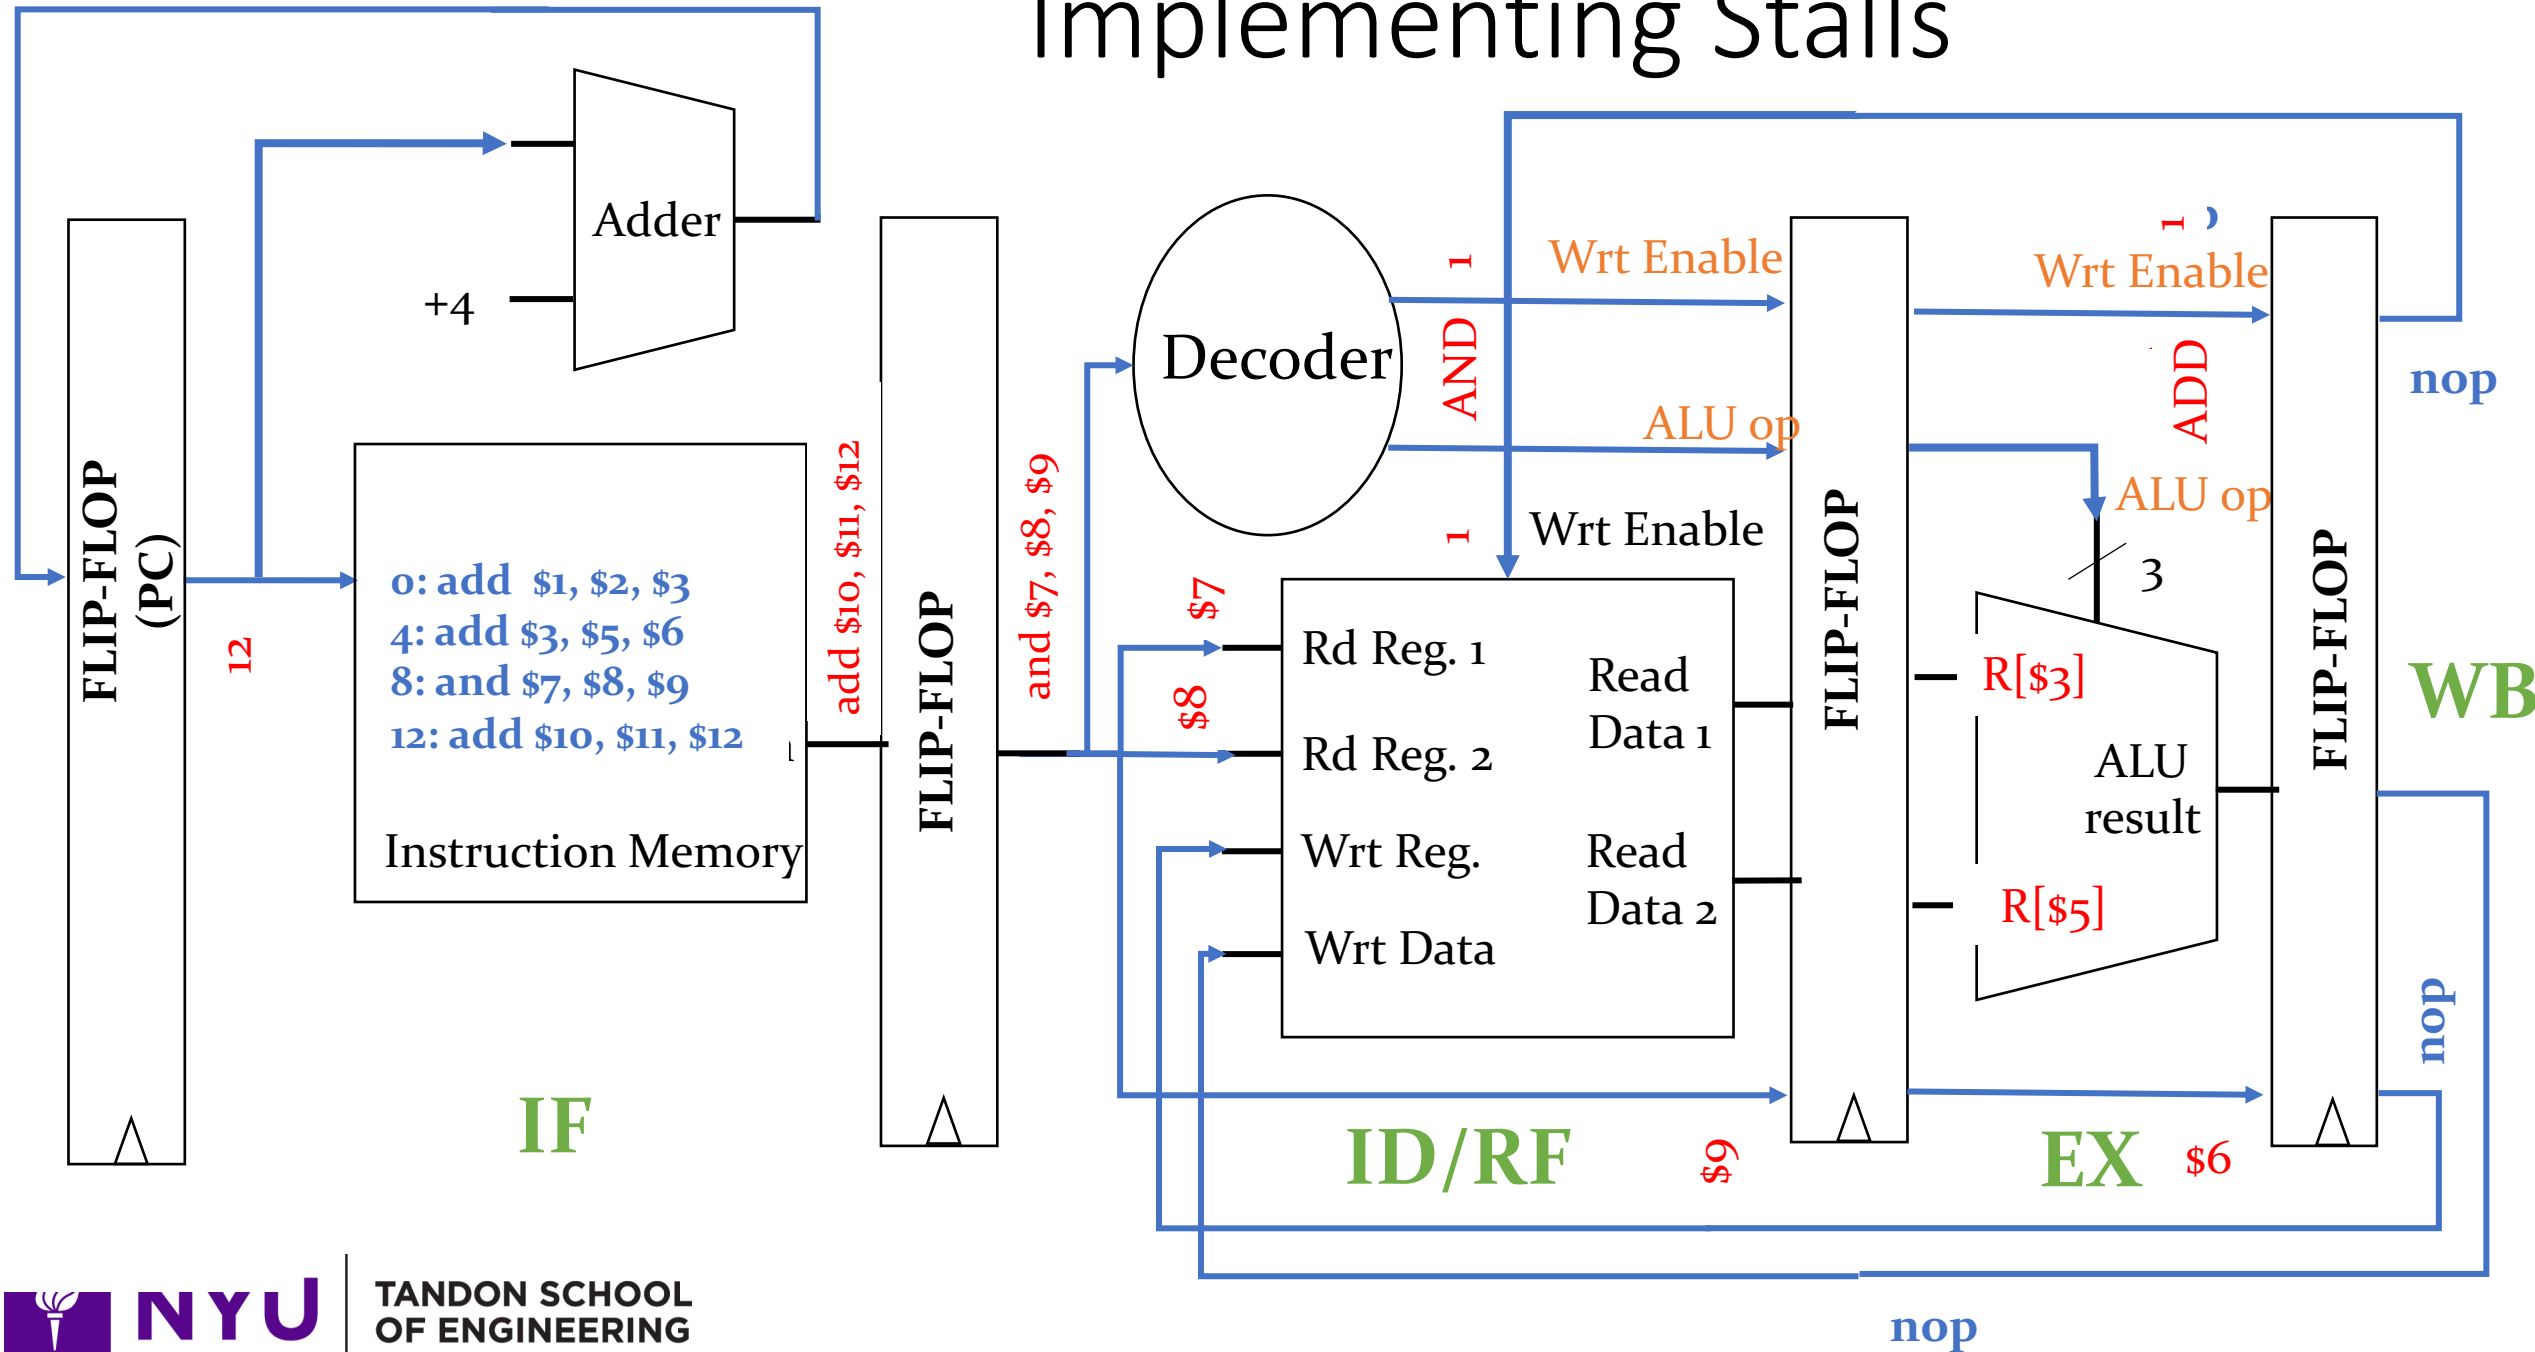 Implementing Stalls
Adder
+4
FLIP-FLOP
(PC)
12
0: add $1, $2, $3
4: add $3, $5, $6
8: and $7, $8, $9
12: add $10, $11, $12
Instruction Memory
IF
add $10, $11, $12
FLIP-FLOP
and $7, $8, $9
Decoder
1
Wrt Enable
AND
ALU op
1
Wrt Enable
$7
$8
Rd Reg. 1
Rd Reg. 2
Wrt Reg.
Wrt Data
Read
Data 1
Read
Data 2
ID/RF
$9
FLIP-FLOP
1
Wrt Enable
ADD
ALU op
3
R[$3]
R[$5]
ALU
result
EX
$6
FLIP-FLOP
nop
WB
nop
nop
NYU
TANDON SCHOOL
OF ENGINEERING